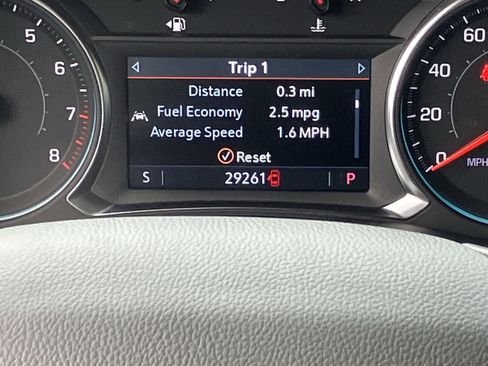 Trip 1
Distance 0.3 mi
Fuel Economy 2.5 mpg
Average Speed 1.6 MPH
Reset
S 29261 P
5
6
7
8
60
40
20
0
MPH